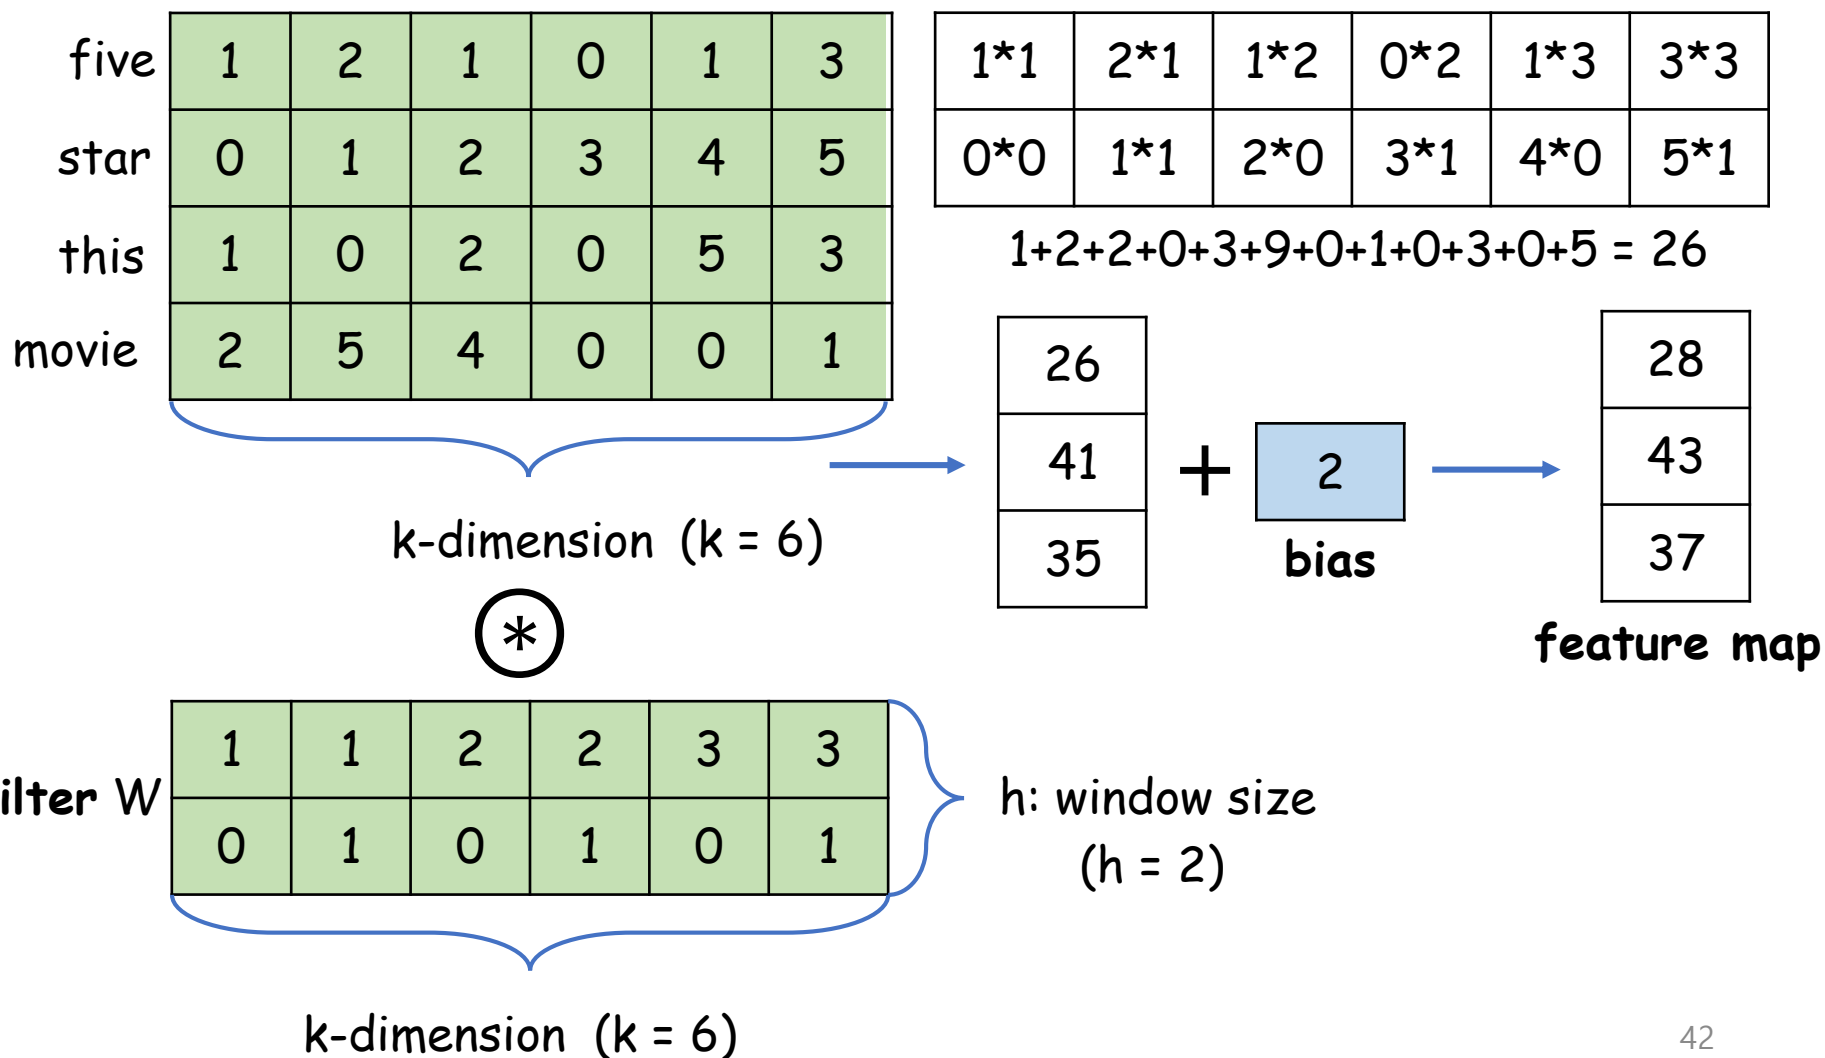 five 1 2 1 0 1 3
star 0 1 2 3 4 5
this 1 0 2 0 5 3
movie 2 5 4 0 0 1
k-dimension (k = 6)
*
ilter W
1 1 2 2 3 3
0 1 0 1 0 1
k-dimension (k = 6)
h: window size
(h = 2)
1*1 2*1 1*2 0*2 1*3 3*3
0*0 1*1 2*0 3*1 4*0 5*1
1+2+2+0+3+9+0+1+0+3+0+5 = 26
26
41
35
+
2
bias
28
43
37
feature map
42